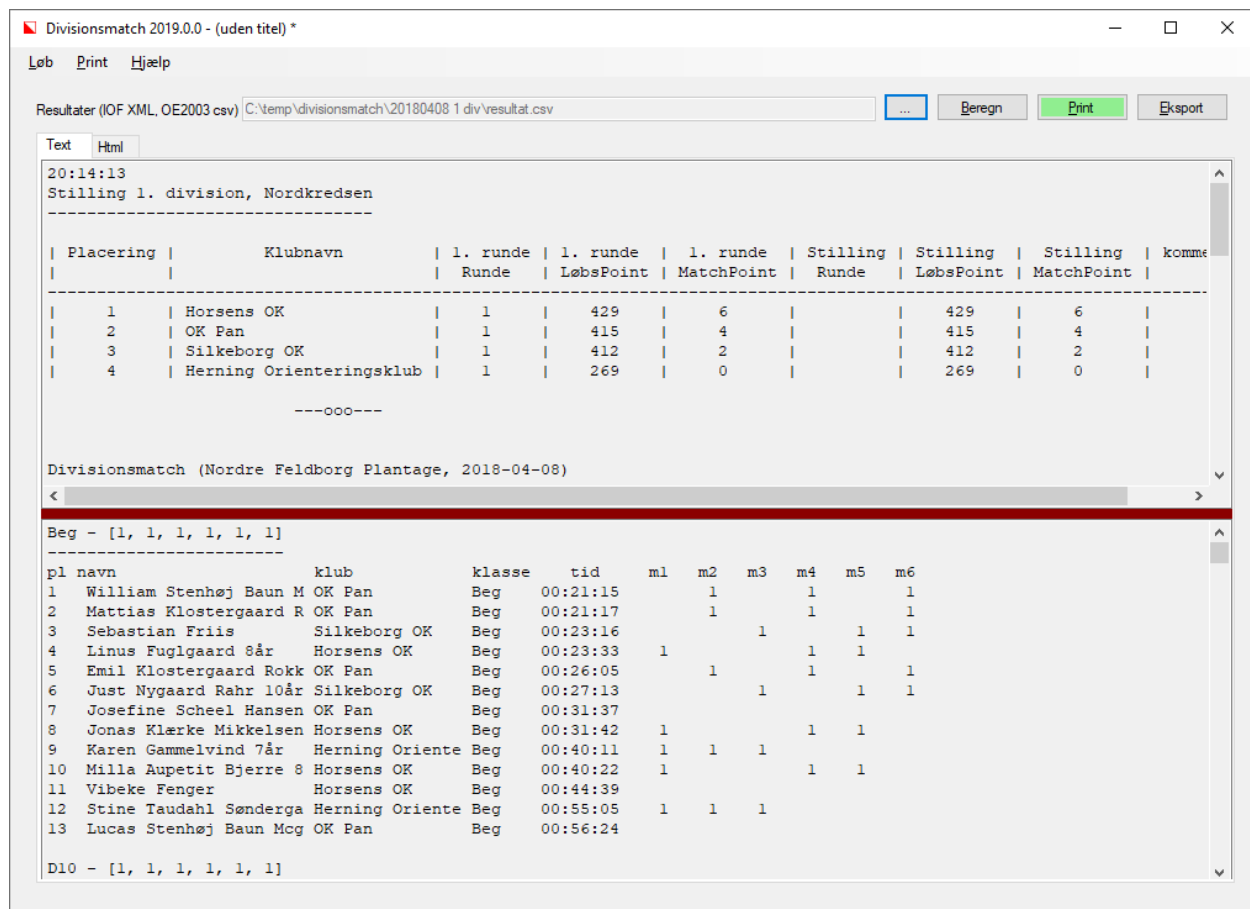 Divisionsmatch 2019.0.0 - (uden titel) *
Løb Print Hjælp
Resultater (IOF XML, OE2003 csv) C:\temp\divisionsmatch\20180408 1 div\resultat.csv ... Beregn Print Eksport
Text Html
20:14:13
Stilling 1. division, Nordkredsen
---------------------------------
| Placering | Klubnavn | 1. runde | 1. runde | 1. runde | Stilling | Stilling | Stilling | komme
| | | Runde | LøbsPoint | MatchPoint | Runde | LøbsPoint | MatchPoint |
----------------------------------------------------------------------------------------------------------------------
| 1 | Horsens OK | 1 | 429 | 6 | | 429 | 6 |
| 2 | OK Pan | 1 | 415 | 4 | | 415 | 4 |
| 3 | Silkeborg OK | 1 | 412 | 2 | | 412 | 2 |
| 4 | Herning Orienteringsklub | 1 | 269 | 0 | | 269 | 0 |
---ooo---
Divisionsmatch (Nordre Feldborg Plantage, 2018-04-08)
Beg - [1, 1, 1, 1, 1, 1]
------------------------
pl navn klub klasse tid m1 m2 m3 m4 m5 m6
1 William Stenhøj Baun M OK Pan Beg 00:21:15 1 1 1
2 Mattias Klostergaard R OK Pan Beg 00:21:17 1 1 1
3 Sebastian Friis Silkeborg OK Beg 00:23:16 1 1 1
4 Linus Fuglgaard 8år Horsens OK Beg 00:23:33 1 1 1
5 Emil Klostergaard Rokk OK Pan Beg 00:26:05 1 1 1
6 Just Nygaard Rahr 10år Silkeborg OK Beg 00:27:13 1 1 1
7 Josefine Scheel Hansen OK Pan Beg 00:31:37
8 Jonas Klærke Mikkelsen Horsens OK Beg 00:31:42 1 1 1
9 Karen Gammelvind 7år Herning Oriente Beg 00:40:11 1 1 1
10 Milla Aupetit Bjerre 8 Horsens OK Beg 00:40:22 1 1 1
11 Vibeke Fenger Horsens OK Beg 00:44:39
12 Stine Taudahl Sønderga Herning Oriente Beg 00:55:05 1 1 1
13 Lucas Stenhøj Baun Mcg OK Pan Beg 00:56:24
D10 - [1, 1, 1, 1, 1, 1]